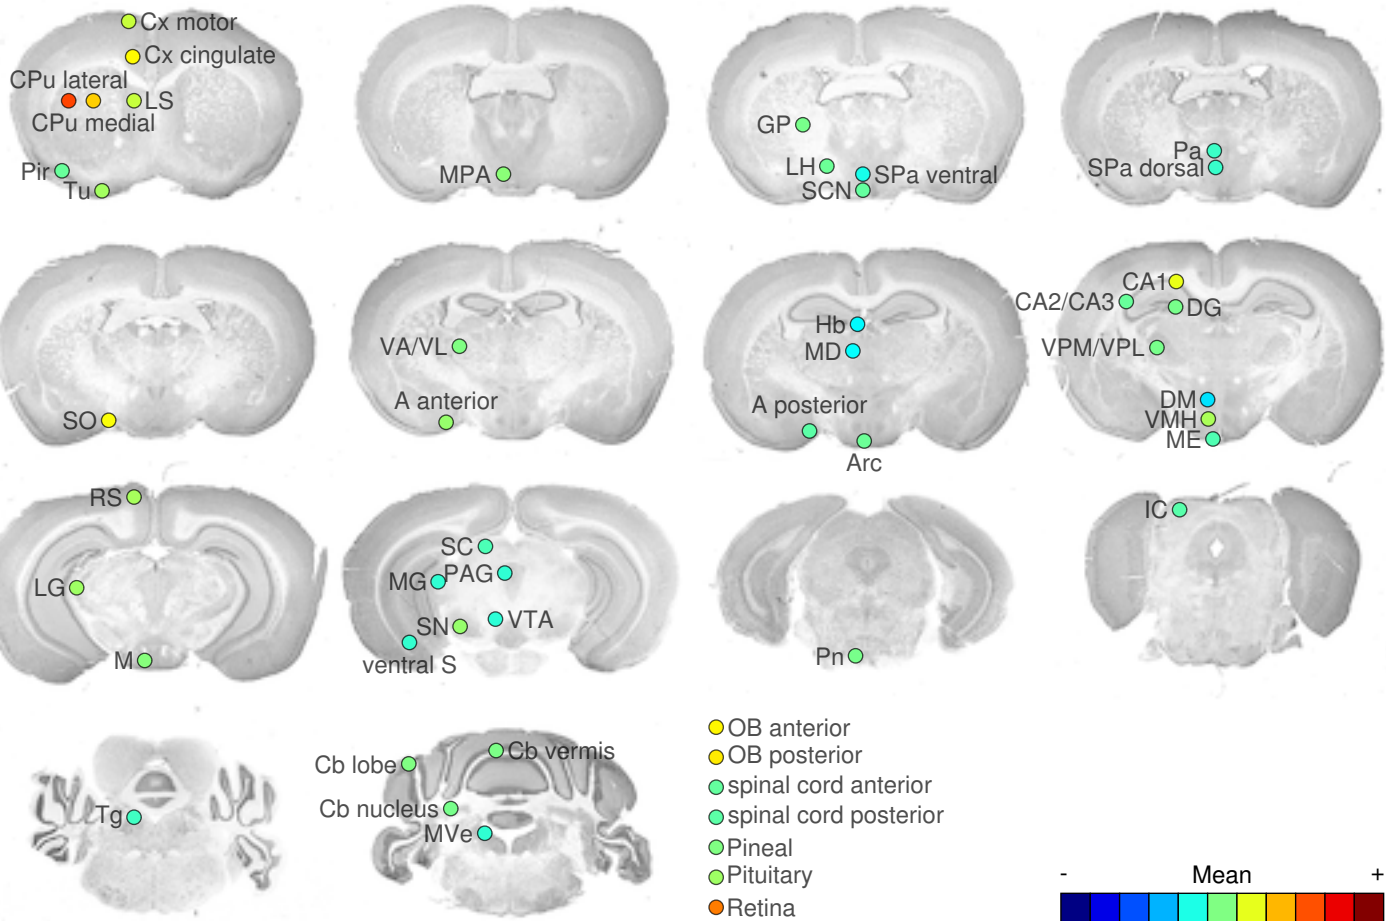 Cx motor
Cx cingulate
CPu lateral
LS
CPu medial
Pir
Tu
MPA
GP
LH
SPa ventral
SCN
Pa
SPa dorsal
SO
VA/VL
A anterior
Hb
MD
A posterior
Arc
CA1
CA2/CA3
DG
VPM/VPL
DM
VMH
ME
RS
LG
M
SC
MG
PAG
SN
VTA
ventral S
Pn
IC
Tg
Cb lobe
Cb vermis
Cb nucleus
MVe
OB anterior
OB posterior
spinal cord anterior
spinal cord posterior
Pineal
Pituitary
Retina
- Mean +